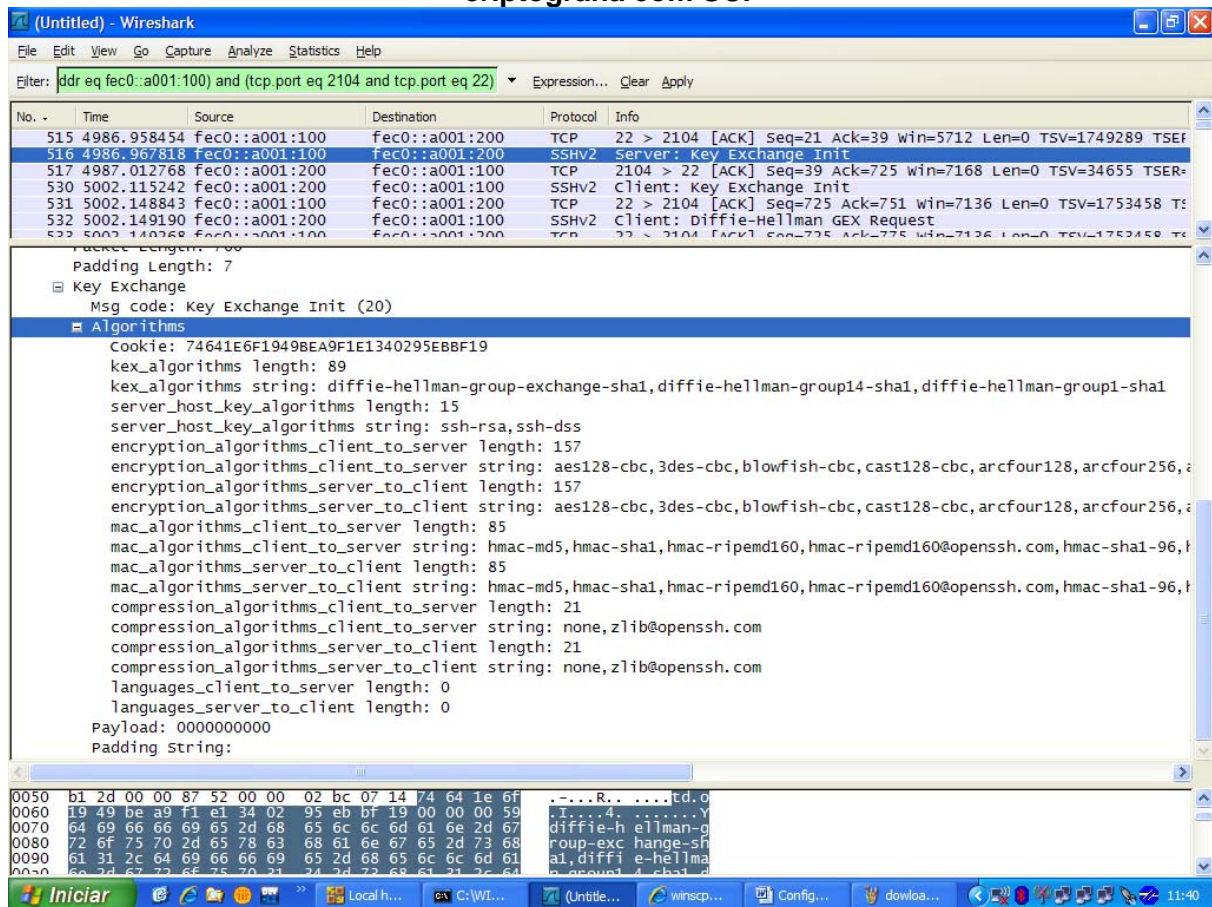 (Untitled) - Wireshark
File Edit View Go Capture Analyze Statistics Help
Filter: ddr eq fec0::a001:100) and (tcp.port eq 2104 and tcp.port eq 22) Expression... Clear Apply
No. Time Source Destination Protocol Info
515 4986.958454 fec0::a001:100 fec0::a001:200 TCP 22 > 2104 [ACK] Seq=21 Ack=39 Win=5712 Len=0 TSV=1749289
516 4986.967818 fec0::a001:100 fec0::a001:200 SSHv2 Server: Key Exchange Init
517 4987.012768 fec0::a001:200 fec0::a001:100 TCP 2104 > 22 [ACK] Seq=39 Ack=725 Win=7168 Len=0 TSV=34655 TSER=
530 5002.115242 fec0::a001:200 fec0::a001:100 SSHv2 Client: Key Exchange Init
531 5002.148843 fec0::a001:100 fec0::a001:200 TCP 22 > 2104 [ACK] Seq=725 Ack=751 Win=7136 Len=0 TSV=1753458
532 5002.149190 fec0::a001:200 fec0::a001:100 SSHv2 Client: Diffie-Hellman GEX Request
Padding Length: 7
Key Exchange
Msg code: Key Exchange Init (20)
Algorithms
Cookie: 74641E6F1949BEA9F1E1340295EBBF19
kex_algorithms length: 89
kex_algorithms string: diffie-hellman-group-exchange-sha1,diffie-hellman-group14-sha1,diffie-hellman-group1-sha1
server_host_key_algorithms length: 15
server_host_key_algorithms string: ssh-rsa,ssh-dss
encryption_algorithms_client_to_server length: 157
encryption_algorithms_client_to_server string: aes128-cbc,3des-cbc,blowfish-cbc,cast128-cbc,arcfour128,arcfour256,
encryption_algorithms_server_to_client length: 157
encryption_algorithms_server_to_client string: aes128-cbc,3des-cbc,blowfish-cbc,cast128-cbc,arcfour128,arcfour256,
mac_algorithms_client_to_server length: 85
mac_algorithms_client_to_server string: hmac-md5,hmac-sha1,hmac-ripemd160,hmac-ripemd160@openssh.com,hmac-sha1-96,
mac_algorithms_server_to_client length: 85
mac_algorithms_server_to_client string: hmac-md5,hmac-sha1,hmac-ripemd160,hmac-ripemd160@openssh.com,hmac-sha1-96,
compression_algorithms_client_to_server length: 21
compression_algorithms_client_to_server string: none,zlib@openssh.com
compression_algorithms_server_to_client length: 21
compression_algorithms_server_to_client string: none,zlib@openssh.com
languages_client_to_server length: 0
languages_server_to_client length: 0
Payload: 0000000000
Padding String:
0050 b1 2d 00 00 87 52 00 00 02 bc 07 14 74 64 1e 6f .-...R.. ....td.o
0060 19 49 be a9 f1 e1 34 02 95 eb bf 19 00 00 00 59 .I....4. .......Y
0070 64 69 66 66 69 65 2d 68 65 6c 6c 6d 61 6e 2d 67 diffie-h ellman-g
0080 72 6f 75 70 2d 65 78 63 68 61 6e 67 65 2d 73 68 roup-exc hange-sh
0090 61 31 2c 64 69 66 66 69 65 2d 68 65 6c 6c 6d 61 a1,diffi e-hellma
Iniciar Local h... C:\WI... (Untitle... winscp... Config... dowloa... 11:40